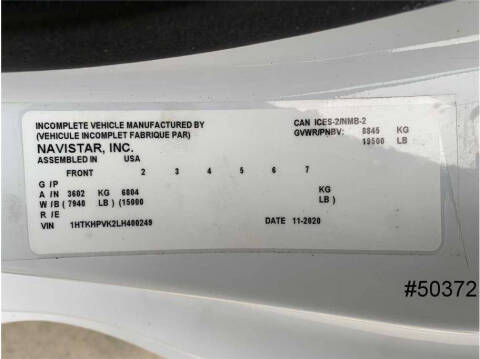 INCOMPLETE VEHICLE MANUFACTURED BY
(VEHICULE INCOMPLET FABRIQUE PAR)
NAVISTAR, INC.
ASSEMBLED IN USA
CAN ICES-2/NMB-2
GVWR/PNBV: 8845 KG
19500 LB
FRONT 2 3 4 5 6 7
G / P
A / N 3602 KG 6804 KG
W / B ( 7940 LB ) (15000 LB )
R / E
VIN 1HTKHPVK2LH400249
DATE 11-2020
#50372